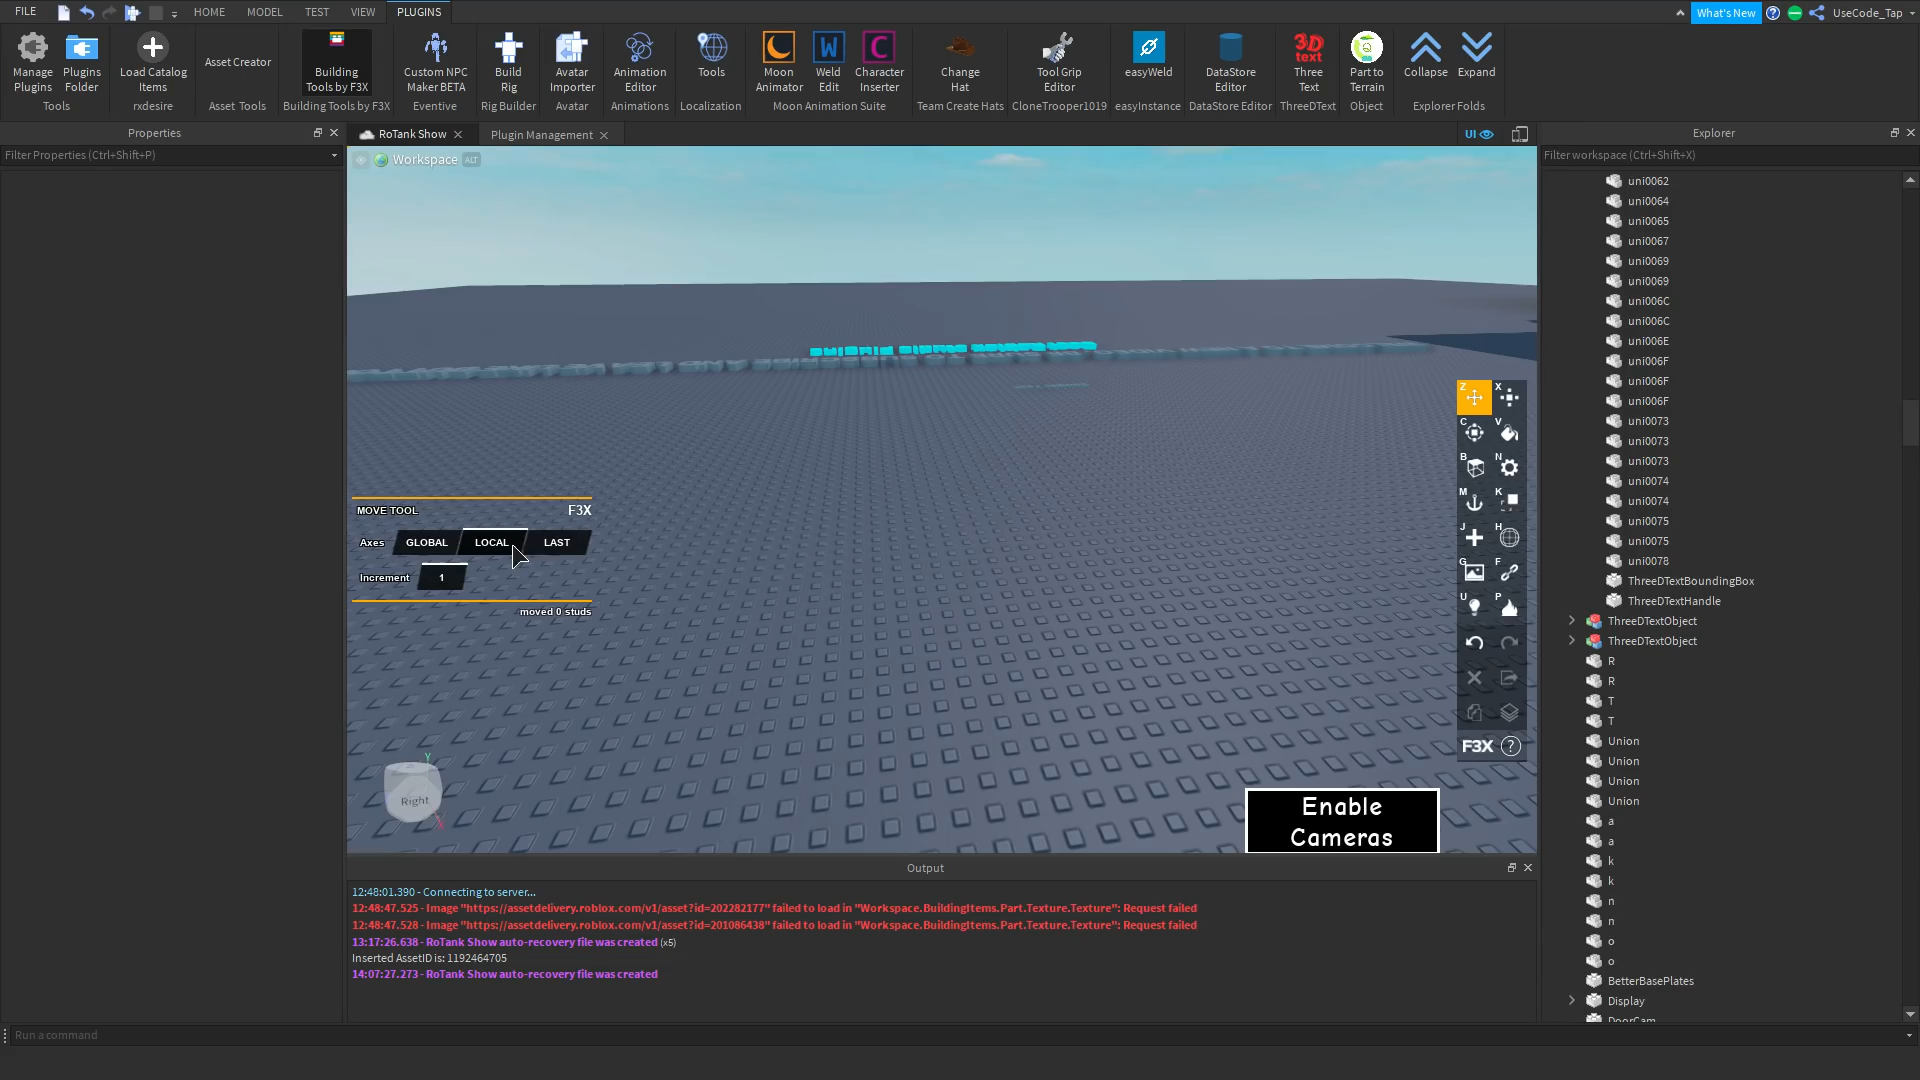 FILE
HOME
MODEL
TEST
VIEW
PLUGINS
What's New
UseCode_Tap
Manage Plugins
Plugins Folder
Tools
Load Catalog Items
rxdesire
Asset Creator
Asset Tools
Building Tools by F3X
Building Tools by F3X
Custom NPC Maker BETA
Eventive
Build Rig
Rig Builder
Avatar Importer
Avatar
Animation Editor
Animations
Tools
Localization
Moon Animator
Weld Edit
Character Inserter
Moon Animation Suite
Change Hat
Team Create Hats
Tool Grip Editor
CloneTrooper1019
easyWeld
easyInstance
DataStore Editor
DataStore Editor
3D text
Three Text
ThreeDText
Part to Terrain
Object
Collapse
Expand
Explorer Folds
Properties
Filter Properties (Ctrl+Shift+P)
RoTank Show
Plugin Management
UI
Workspace
ALT
MOVE TOOL
F3X
Axes
GLOBAL
LOCAL
LAST
Increment
1
moved 0 studs
Y
Right
X
Z X
C V
B N
M K
J H
G F
U P
F3X ?
Enable
Cameras
Output
12:48:01.390 - Connecting to server...
12:48:47.525 - Image "https://assetdelivery.roblox.com/v1/asset?id=202282177" failed to load in "Workspace.BuildingItems.Part.Texture.Texture": Request failed
12:48:47.528 - Image "https://assetdelivery.roblox.com/v1/asset?id=201086438" failed to load in "Workspace.BuildingItems.Part.Texture.Texture": Request failed
13:17:26.638 - RoTank Show auto-recovery file was created (x5)
Inserted AssetID is: 1192464705
14:07:27.273 - RoTank Show auto-recovery file was created
Run a command
Explorer
Filter workspace (Ctrl+Shift+X)
uni0062
uni0064
uni0065
uni0067
uni0069
uni0069
uni006C
uni006C
uni006E
uni006F
uni006F
uni006F
uni0073
uni0073
uni0073
uni0074
uni0074
uni0075
uni0075
uni0078
ThreeDTextBoundingBox
ThreeDTextHandle
ThreeDTextObject
ThreeDTextObject
R
R
T
T
Union
Union
Union
Union
a
a
k
k
n
n
o
o
BetterBasePlates
Display
DoorCam